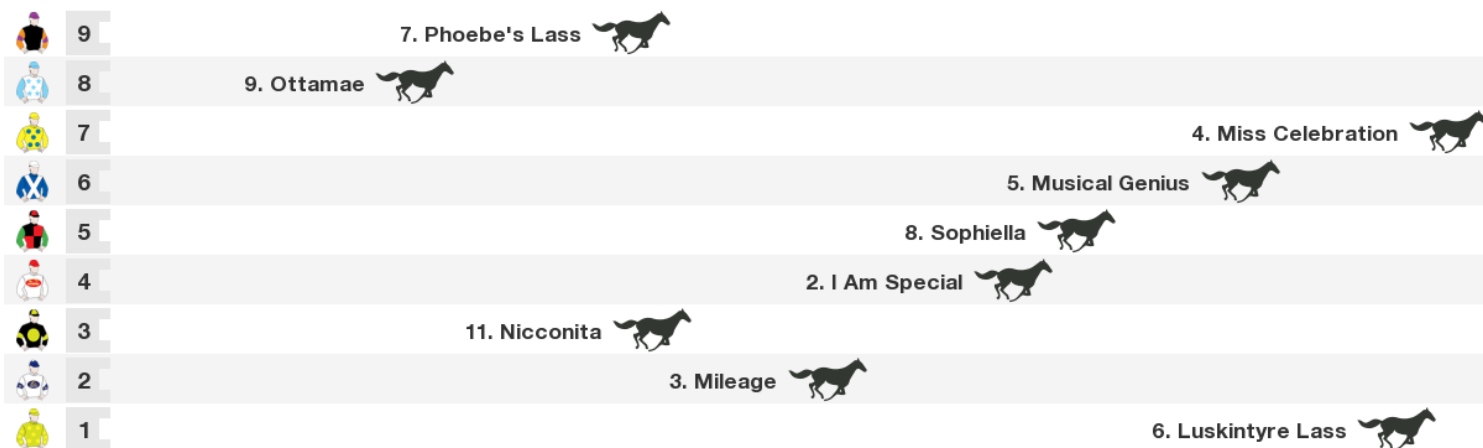 9 7. Phoebe's Lass
8 9. Ottamae
7 4. Miss Celebration
6 5. Musical Genius
5 8. Sophiella
4 2. I Am Special
3 11. Nicconita
2 3. Mileage
1 6. Luskintyre Lass